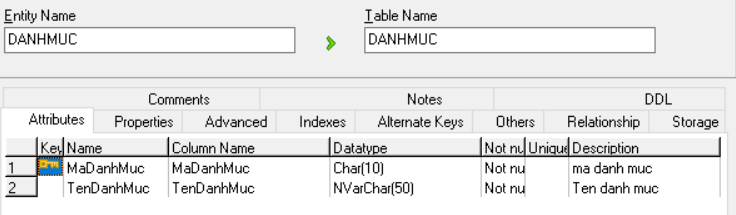 Entity Name Table Name
DANHMUC DANHMUC
Comments Notes DDL
Attributes Properties Advanced Indexes Alternate Keys Others Relationship Storage
Key Name Column Name Datatype Not nu Unique Description
1 MaDanhMuc MaDanhMuc Char(10) Not nu ma danh muc
2 TenDanhMuc TenDanhMuc NVarChar(50) Not nu Ten danh muc